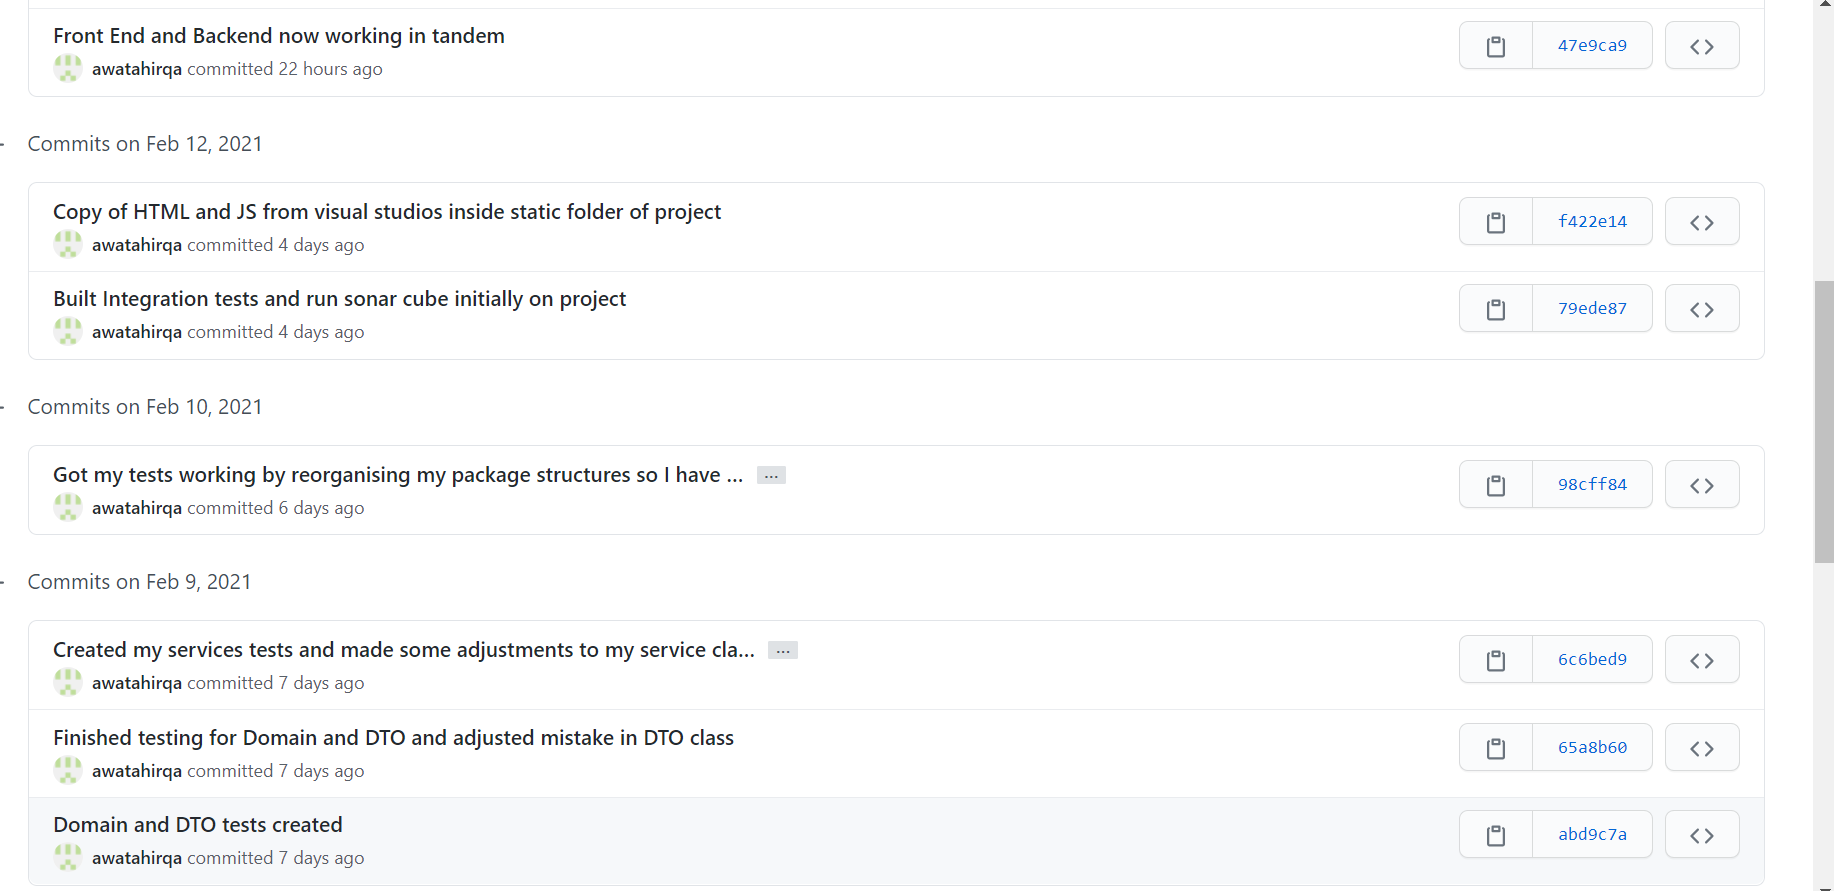 Front End and Backend now working in tandem
awatahirqa committed 22 hours ago
47e9ca9
Commits on Feb 12, 2021
Copy of HTML and JS from visual studios inside static folder of project
awatahirqa committed 4 days ago
f422e14
Built Integration tests and run sonar cube initially on project
awatahirqa committed 4 days ago
79ede87
Commits on Feb 10, 2021
Got my tests working by reorganising my package structures so I have ... ...
awatahirqa committed 6 days ago
98cff84
Commits on Feb 9, 2021
Created my services tests and made some adjustments to my service cla... ...
awatahirqa committed 7 days ago
6c6bed9
Finished testing for Domain and DTO and adjusted mistake in DTO class
awatahirqa committed 7 days ago
65a8b60
Domain and DTO tests created
awatahirqa committed 7 days ago
abd9c7a